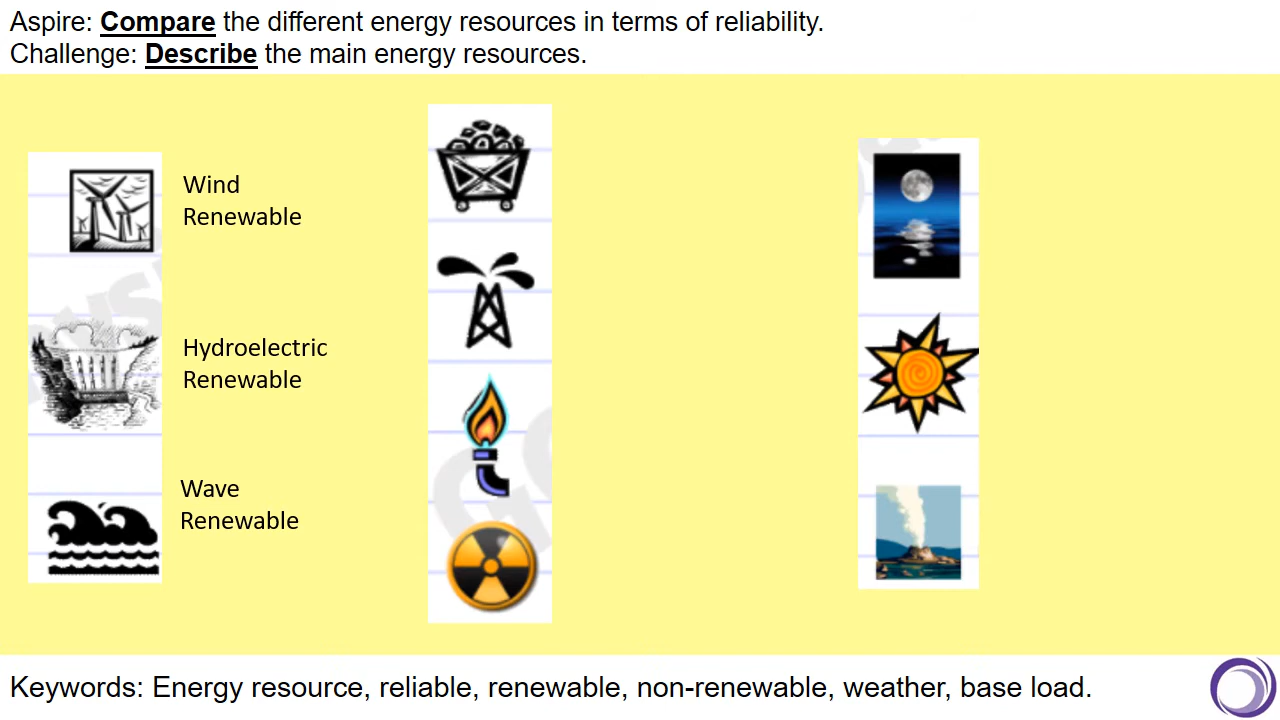 Aspire: Compare the different energy resources in terms of reliability.
Challenge: Describe the main energy resources.
Wind
Renewable
Hydroelectric
Renewable
Wave
Renewable
Keywords: Energy resource, reliable, renewable, non-renewable, weather, base load.